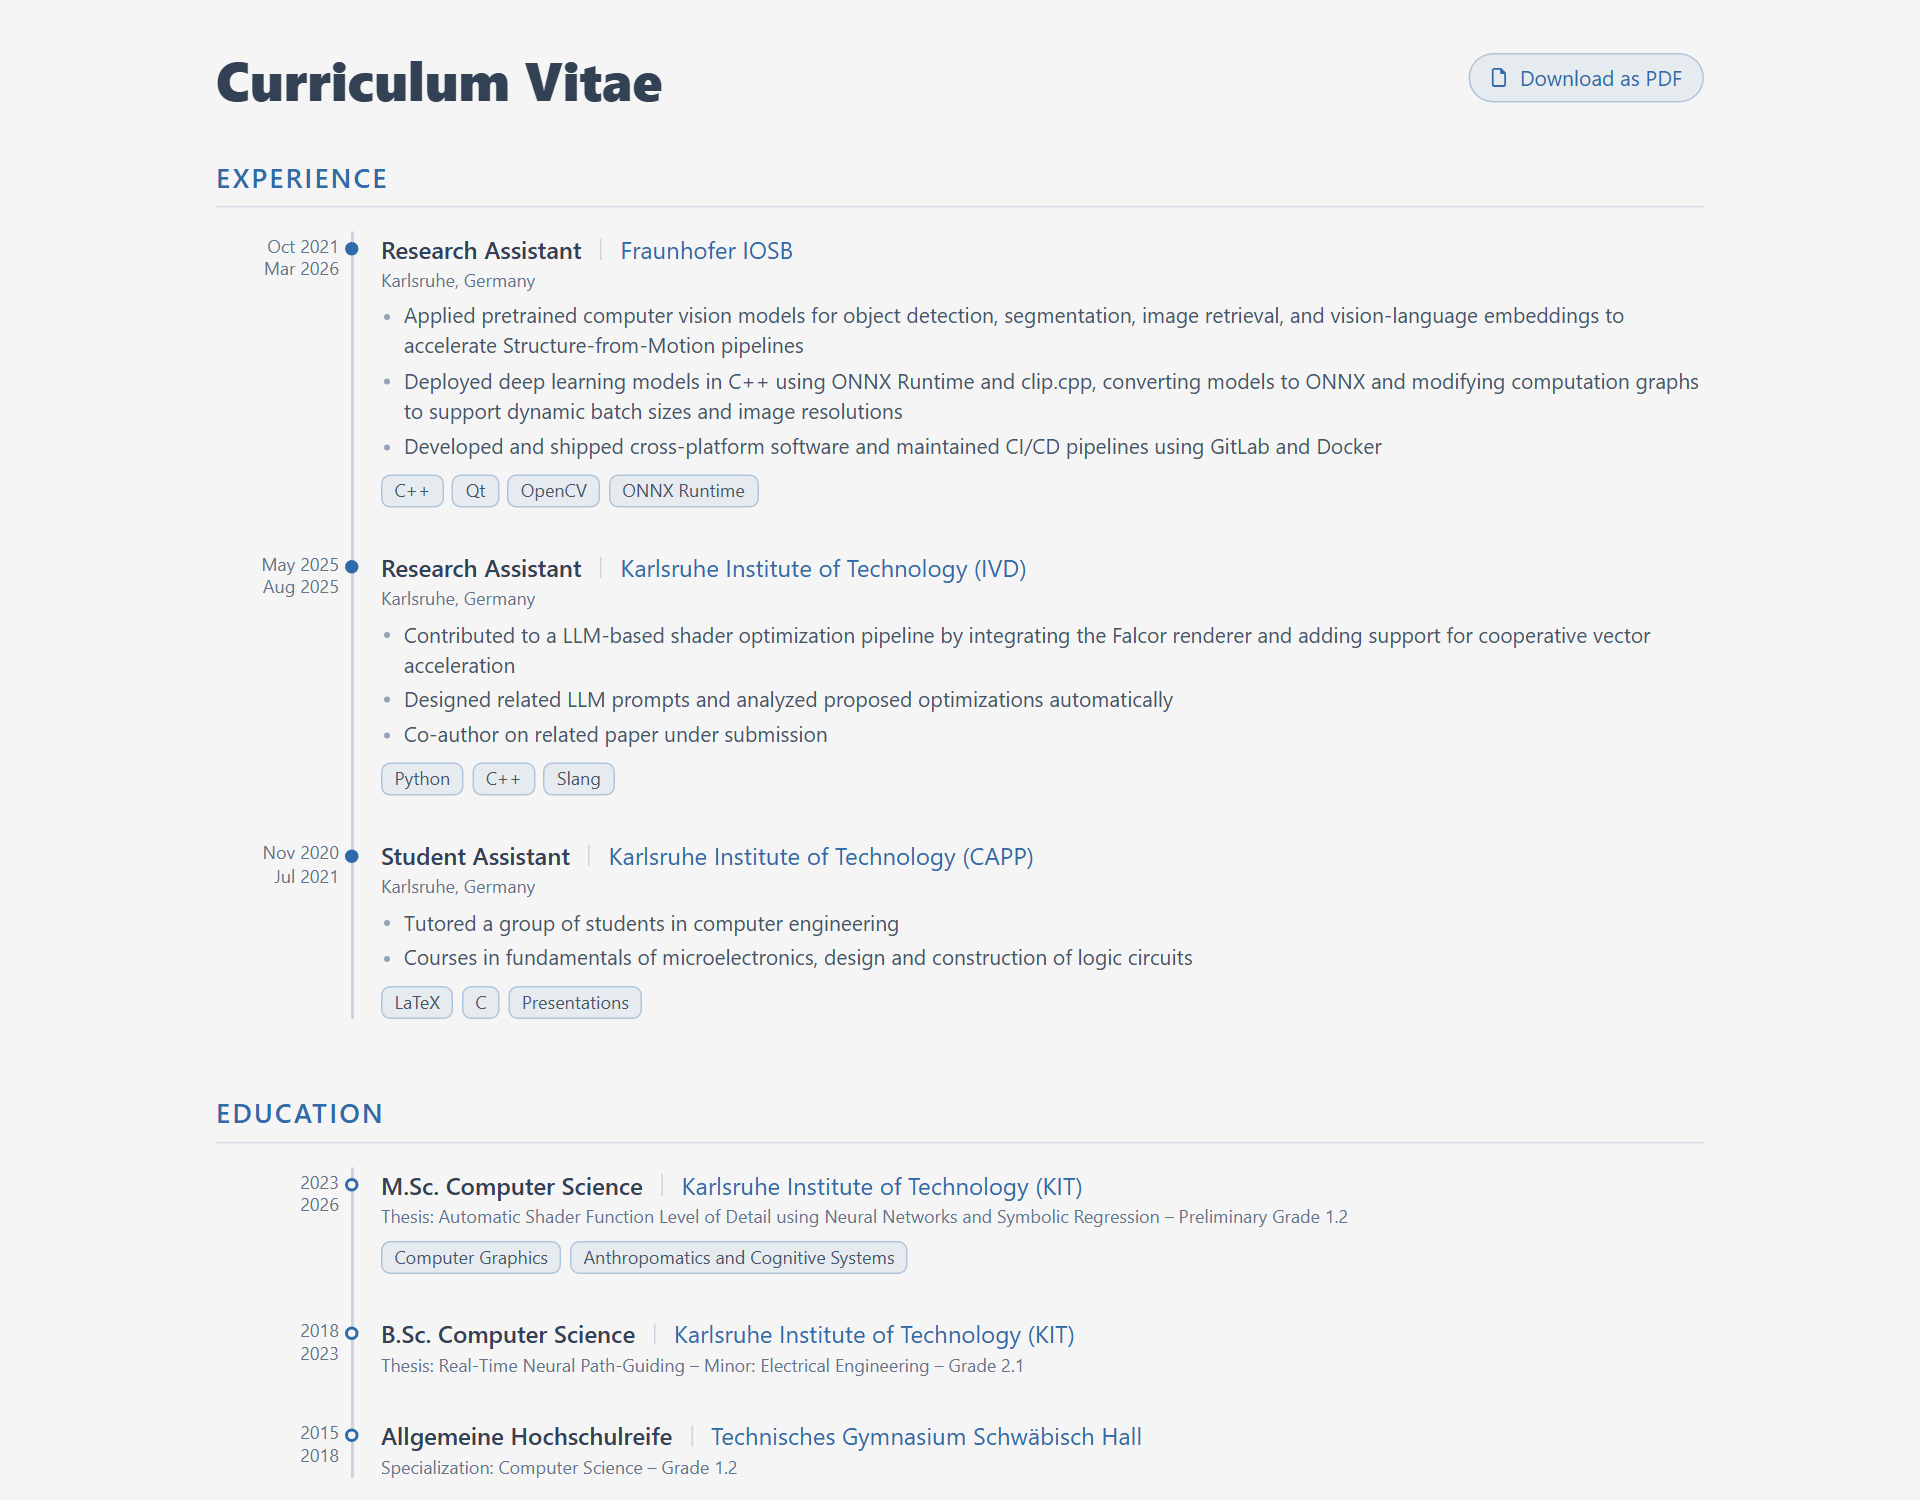 Curriculum Vitae
Download as PDF
EXPERIENCE
Oct 2021
Mar 2026
Research Assistant | Fraunhofer IOSB
Karlsruhe, Germany
• Applied pretrained computer vision models for object detection, segmentation, image retrieval, and vision-language embeddings to
accelerate Structure-from-Motion pipelines
• Deployed deep learning models in C++ using ONNX Runtime and clip.cpp, converting models to ONNX and modifying computation graphs
to support dynamic batch sizes and image resolutions
• Developed and shipped cross-platform software and maintained CI/CD pipelines using GitLab and Docker
C++ Qt OpenCV ONNX Runtime
May 2025
Aug 2025
Research Assistant | Karlsruhe Institute of Technology (IVD)
Karlsruhe, Germany
• Contributed to a LLM-based shader optimization pipeline by integrating the Falcor renderer and adding support for cooperative vector
acceleration
• Designed related LLM prompts and analyzed proposed optimizations automatically
• Co-author on related paper under submission
Python C++ Slang
Nov 2020
Jul 2021
Student Assistant | Karlsruhe Institute of Technology (CAPP)
Karlsruhe, Germany
• Tutored a group of students in computer engineering
• Courses in fundamentals of microelectronics, design and construction of logic circuits
LaTeX C Presentations
EDUCATION
2023
2026
M.Sc. Computer Science | Karlsruhe Institute of Technology (KIT)
Thesis: Automatic Shader Function Level of Detail using Neural Networks and Symbolic Regression – Preliminary Grade 1.2
Computer Graphics Anthropomatics and Cognitive Systems
2018
2023
B.Sc. Computer Science | Karlsruhe Institute of Technology (KIT)
Thesis: Real-Time Neural Path-Guiding – Minor: Electrical Engineering – Grade 2.1
2015
2018
Allgemeine Hochschulreife | Technisches Gymnasium Schwäbisch Hall
Specialization: Computer Science – Grade 1.2